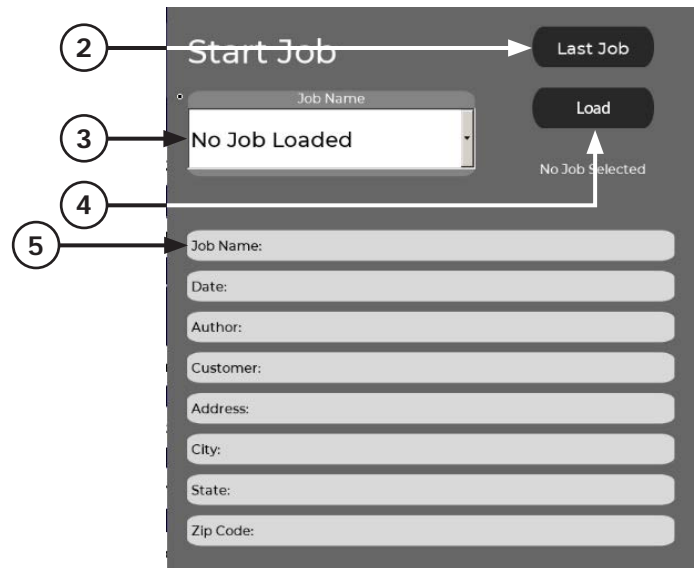 2
Start Job
Last Job
Job Name
3
No Job Loaded
Load
4
No Job Selected
5
Job Name:
Date:
Author:
Customer:
Address:
City:
State:
Zip Code: